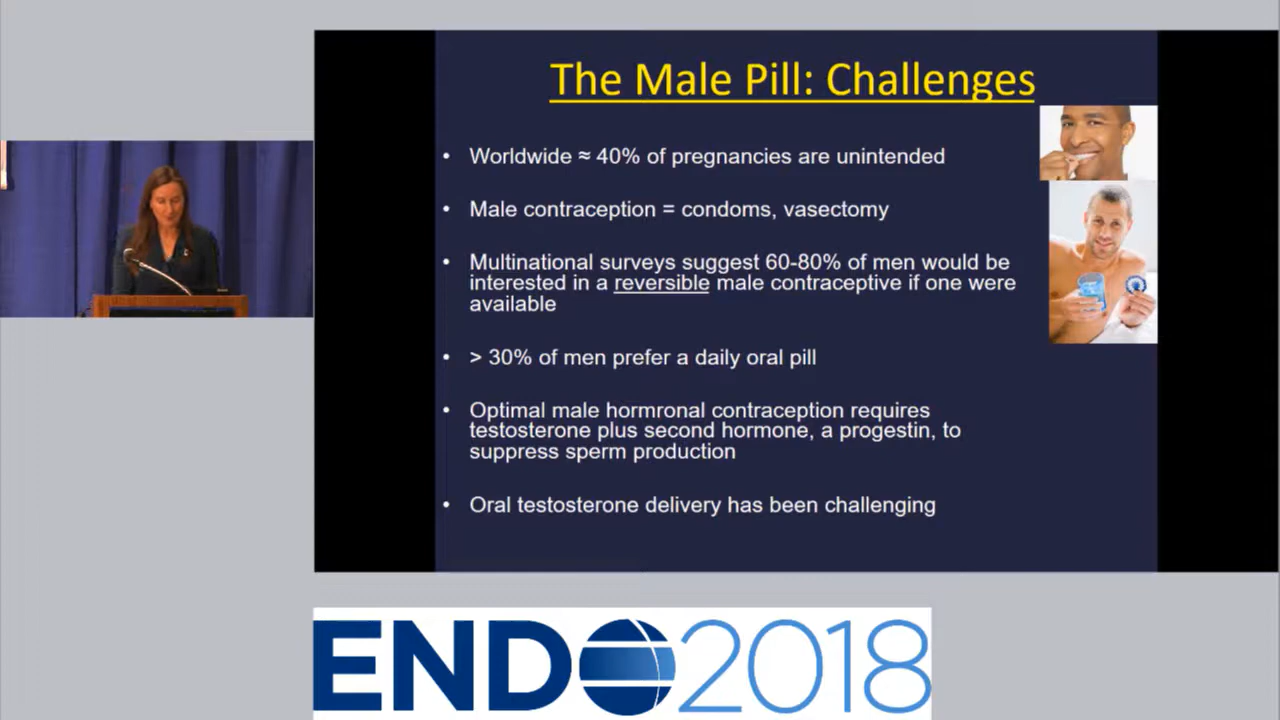 The Male Pill: Challenges
• Worldwide ≈ 40% of pregnancies are unintended
• Male contraception = condoms, vasectomy
• Multinational surveys suggest 60-80% of men would be
interested in a reversible male contraceptive if one were
available
• > 30% of men prefer a daily oral pill
• Optimal male hormronal contraception requires
testosterone plus second hormone, a progestin, to
suppress sperm production
• Oral testosterone delivery has been challenging
ENDO2018